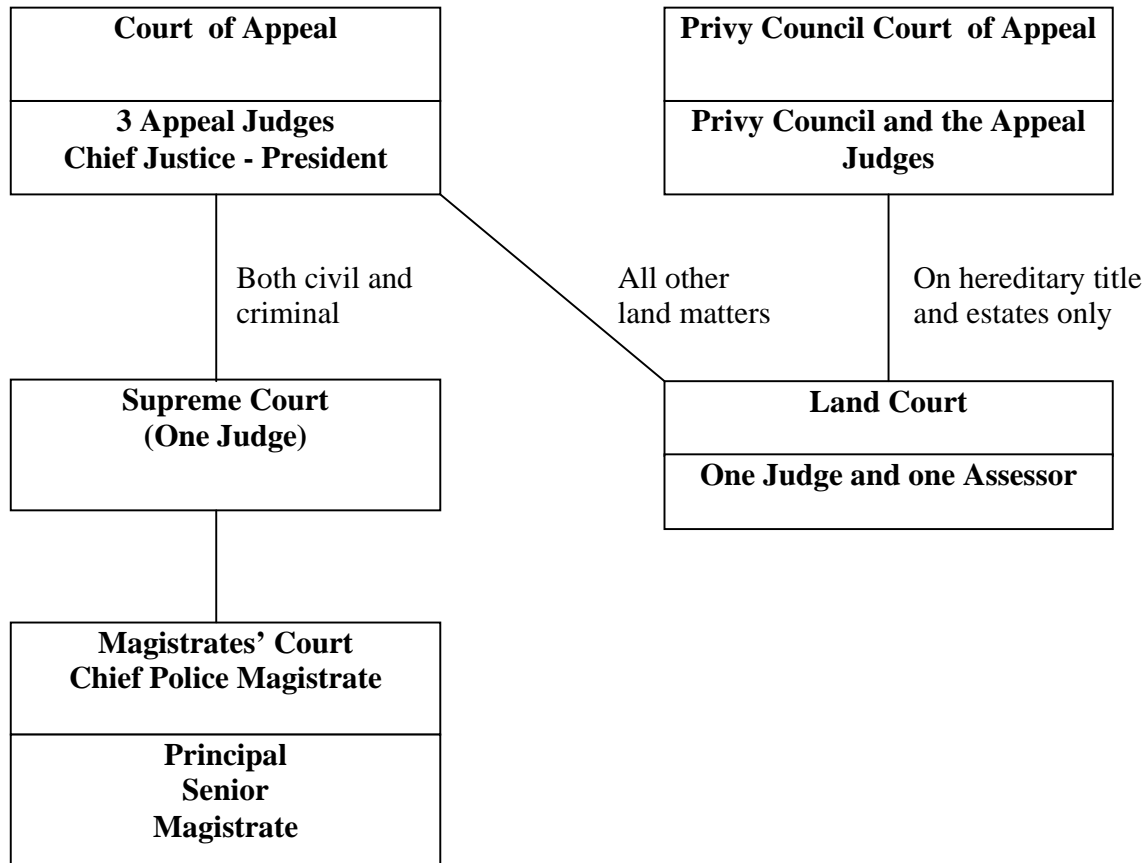 Court of Appeal
3 Appeal Judges
Chief Justice - President
Privy Council Court of Appeal
Privy Council and the Appeal
Judges
Both civil and
criminal
All other
land matters
On hereditary title
and estates only
Supreme Court
(One Judge)
Land Court
One Judge and one Assessor
Magistrates’ Court
Chief Police Magistrate
Principal
Senior
Magistrate